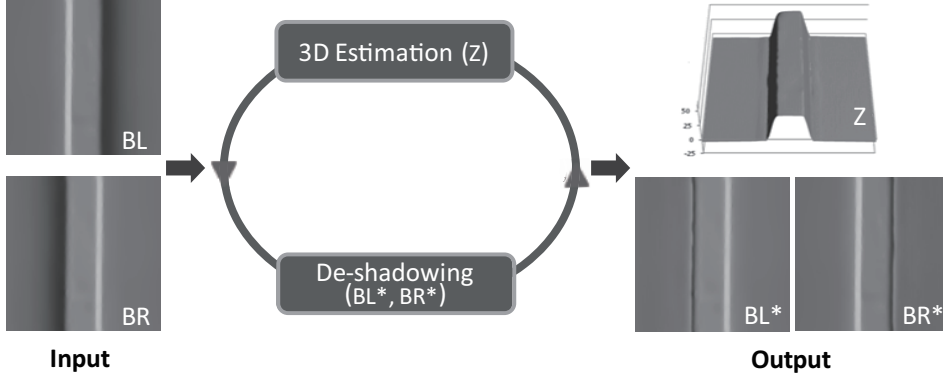 BL
BR
Input
3D Estimation (Z)
De-shadowing
(BL*, BR*)
50
25
0
-25
Z
BL*
BR*
Output